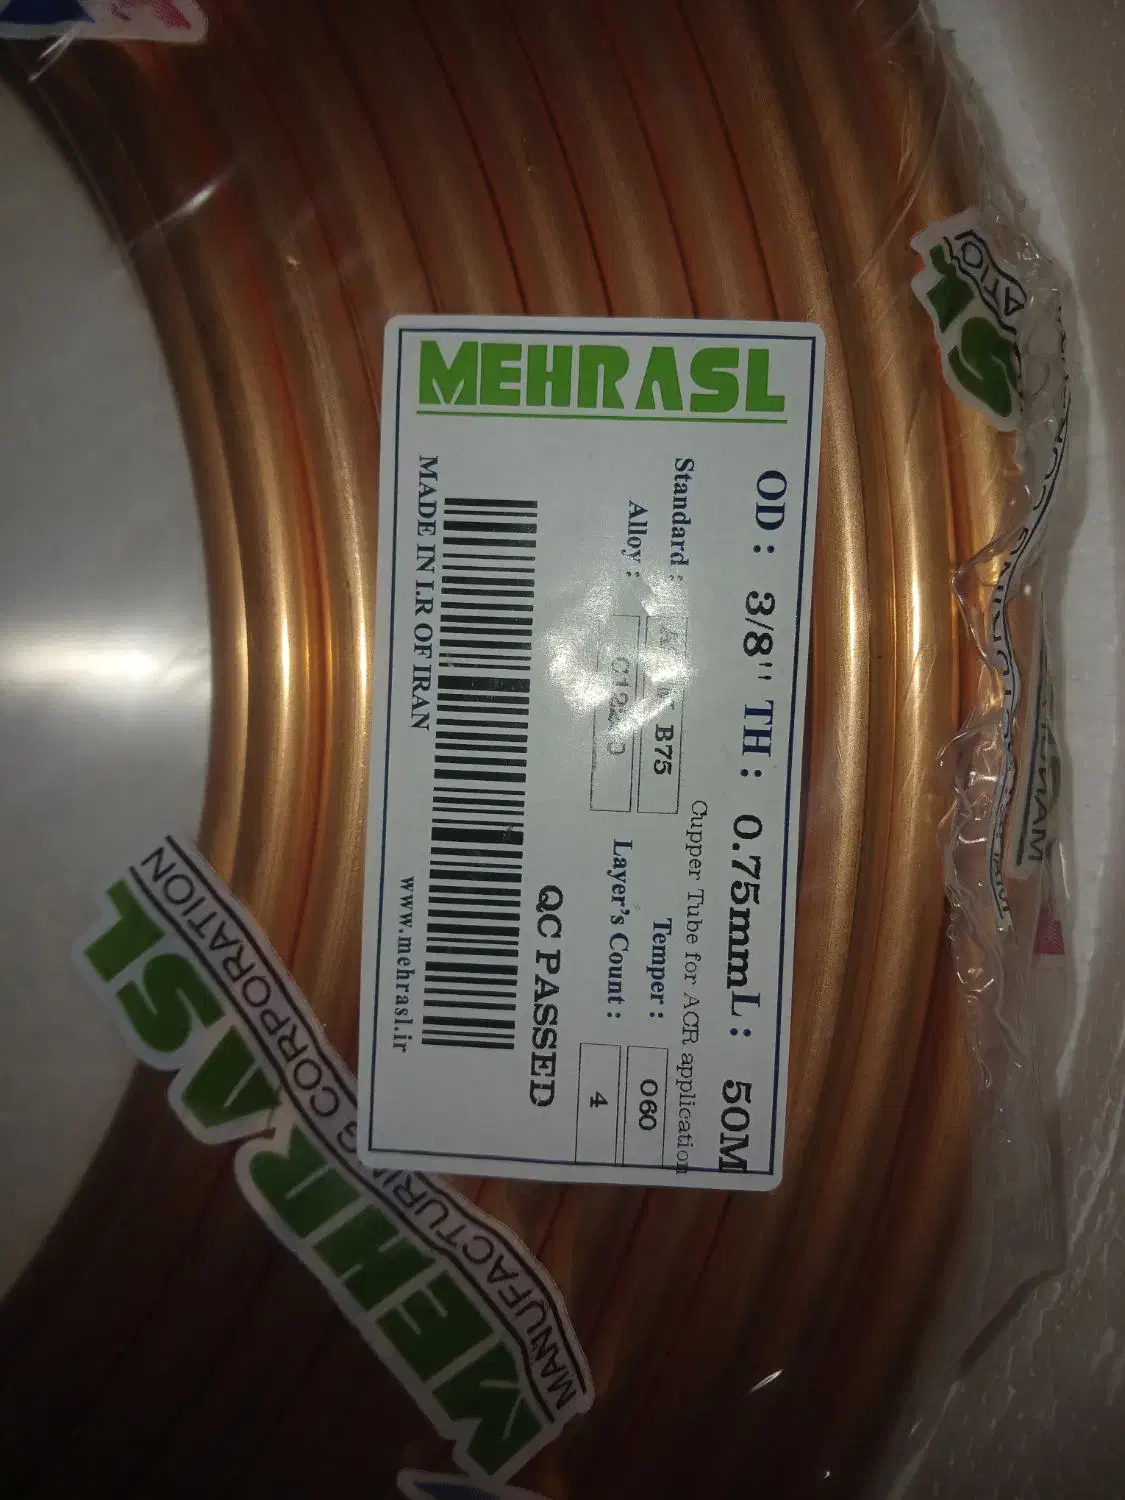 MEHRASL
OD : 3/8" TH : 0.75mm L : 50M
Cupper Tube for ACR application
Standard : B75 Temper : O60
Alloy : Layer's Count : 4
QC PASSED
MADE IN I.R OF IRAN www.mehrasl.ir
MEHRASL
MANUFACTURING CORPORATION